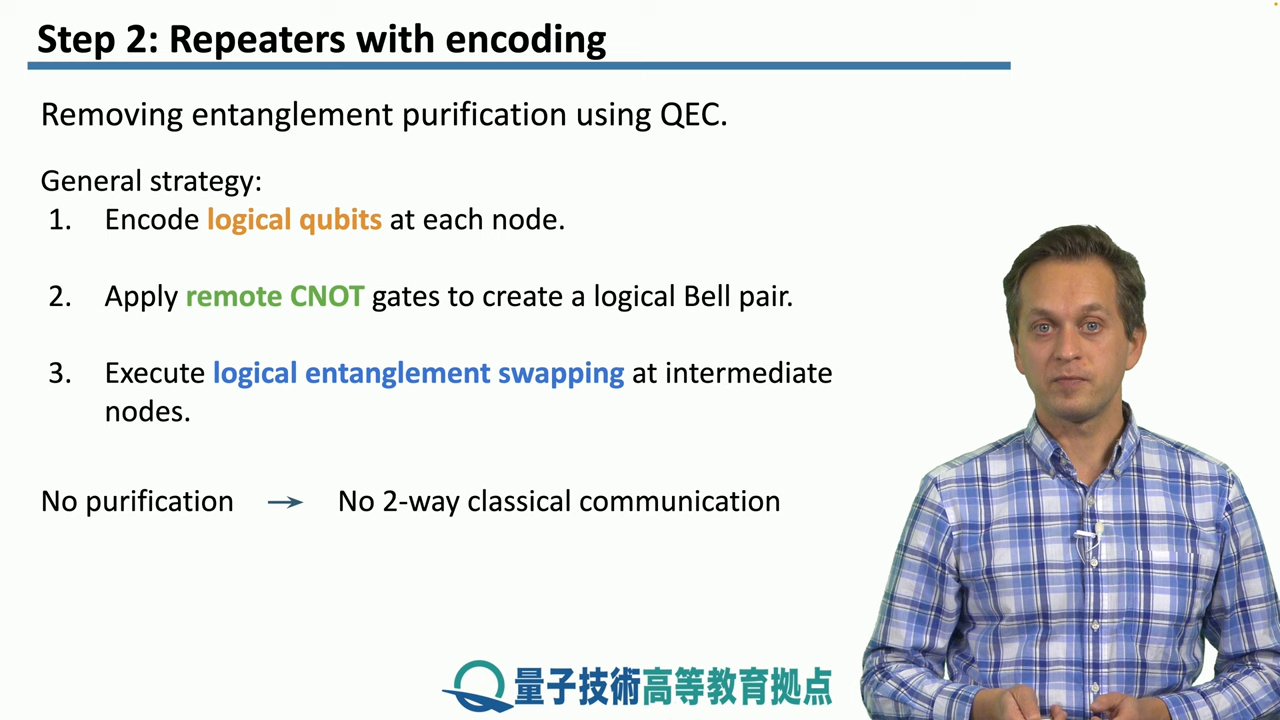 Step 2: Repeaters with encoding
Removing entanglement purification using QEC.
General strategy:
1. Encode logical qubits at each node.
2. Apply remote CNOT gates to create a logical Bell pair.
3. Execute logical entanglement swapping at intermediate
nodes.
No purification → No 2-way classical communication
量子技術高等教育拠点